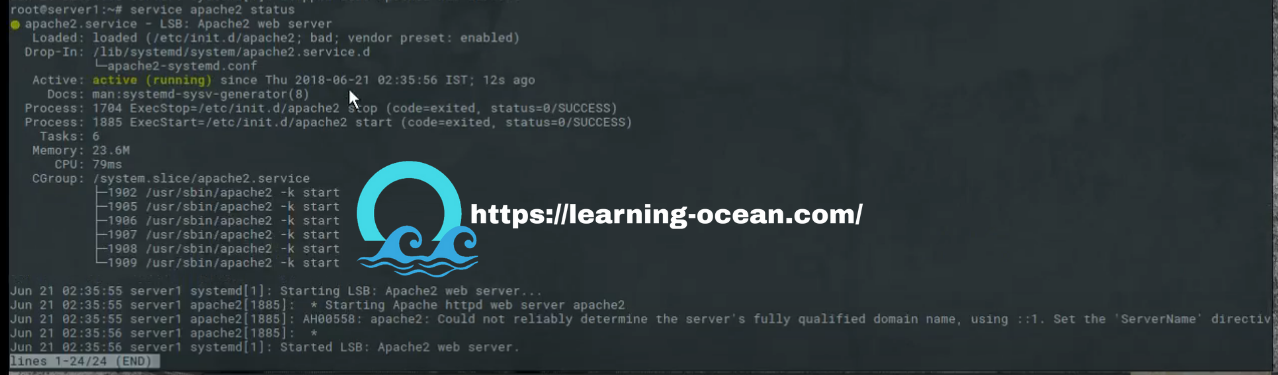 root@server1:~# service apache2 status
● apache2.service - LSB: Apache2 web server
Loaded: loaded (/etc/init.d/apache2; bad; vendor preset: enabled)
Drop-In: /lib/systemd/system/apache2.service.d
└─apache2-systemd.conf
Active: active (running) since Thu 2018-06-21 02:35:56 IST; 12s ago
Docs: man:systemd-sysv-generator(8)
Process: 1704 ExecStop=/etc/init.d/apache2 stop (code=exited, status=0/SUCCESS)
Process: 1885 ExecStart=/etc/init.d/apache2 start (code=exited, status=0/SUCCESS)
Tasks: 6
Memory: 23.6M
CPU: 79ms
CGroup: /system.slice/apache2.service
├─1902 /usr/sbin/apache2 -k start
├─1905 /usr/sbin/apache2 -k start
├─1906 /usr/sbin/apache2 -k start
├─1907 /usr/sbin/apache2 -k start
├─1908 /usr/sbin/apache2 -k start
└─1909 /usr/sbin/apache2 -k start
https://learning-ocean.com/
Jun 21 02:35:55 server1 systemd[1]: Starting LSB: Apache2 web server...
Jun 21 02:35:55 server1 apache2[1885]:  * Starting Apache httpd web server apache2
Jun 21 02:35:55 server1 apache2[1885]: AH00558: apache2: Could not reliably determine the server's fully qualified domain name, using ::1. Set the 'ServerName' directiv
Jun 21 02:35:56 server1 apache2[1885]:  *
Jun 21 02:35:56 server1 systemd[1]: Started LSB: Apache2 web server.
lines 1-24/24 (END)